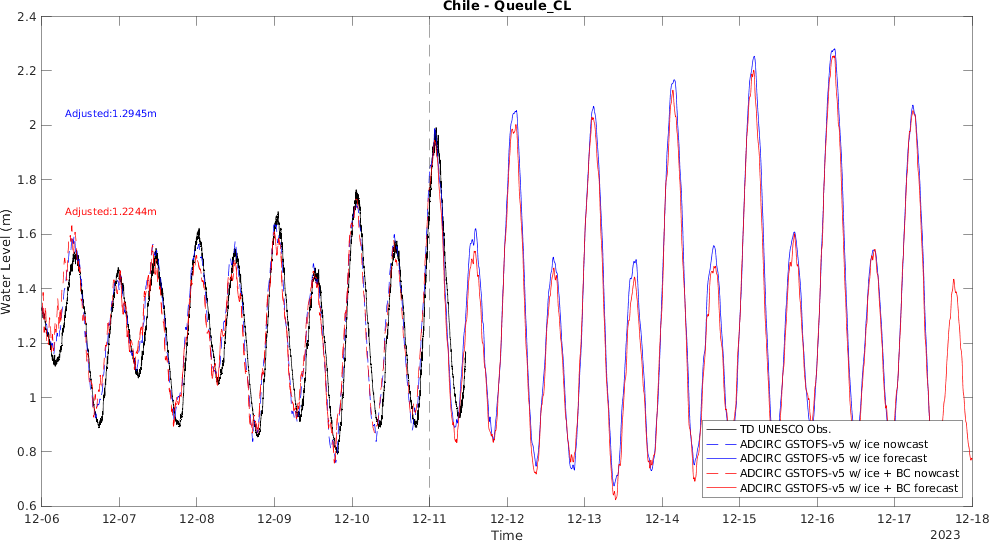 Chile - Queule_CL
2.4
2.2
2
1.8
1.6
1.4
1.2
1
0.8
0.6
Water Level (m)
Adjusted:1.2945m
Adjusted:1.2244m
TD UNESCO Obs.
ADCIRC GSTOFS-v5 w/ ice nowcast
ADCIRC GSTOFS-v5 w/ ice forecast
ADCIRC GSTOFS-v5 w/ ice + BC nowcast
ADCIRC GSTOFS-v5 w/ ice + BC forecast
12-06 12-07 12-08 12-09 12-10 12-11 12-12 12-13 12-14 12-15 12-16 12-17 12-18
Time
2023